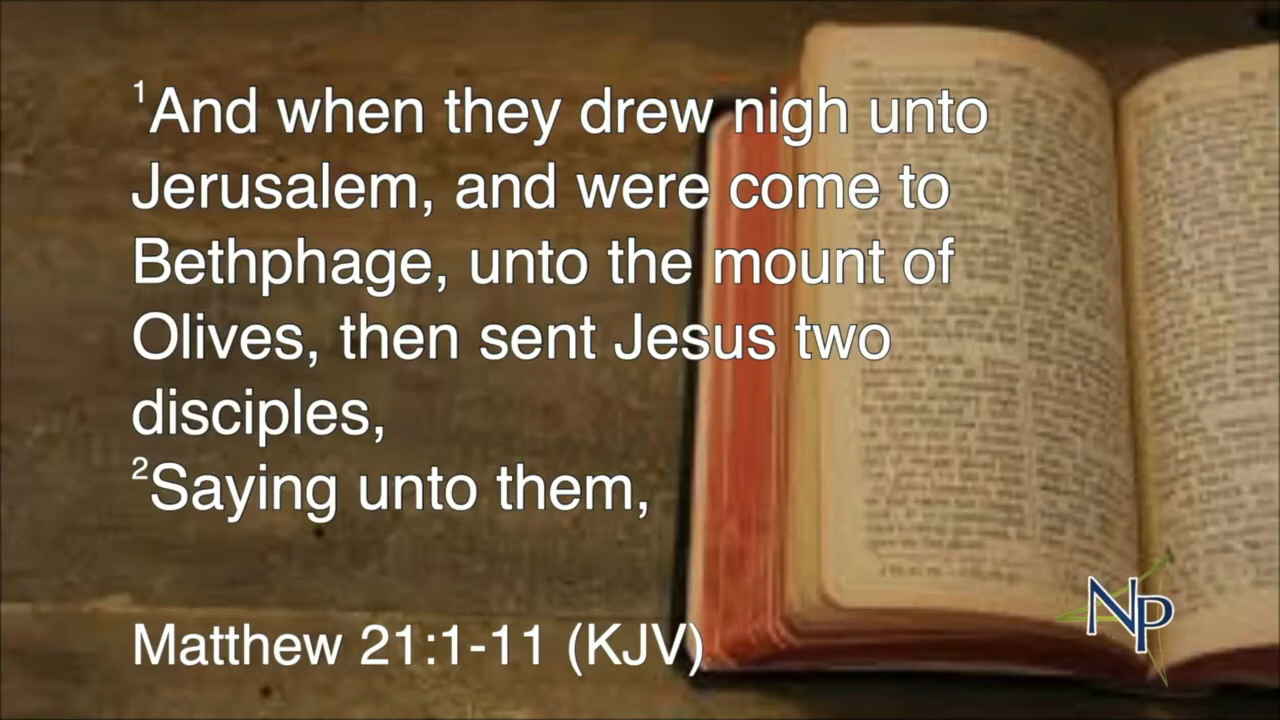 ¹And when they drew nigh unto
Jerusalem, and were come to
Bethphage, unto the mount of
Olives, then sent Jesus two
disciples,
²Saying unto them,
Matthew 21:1-11 (KJV)
NP